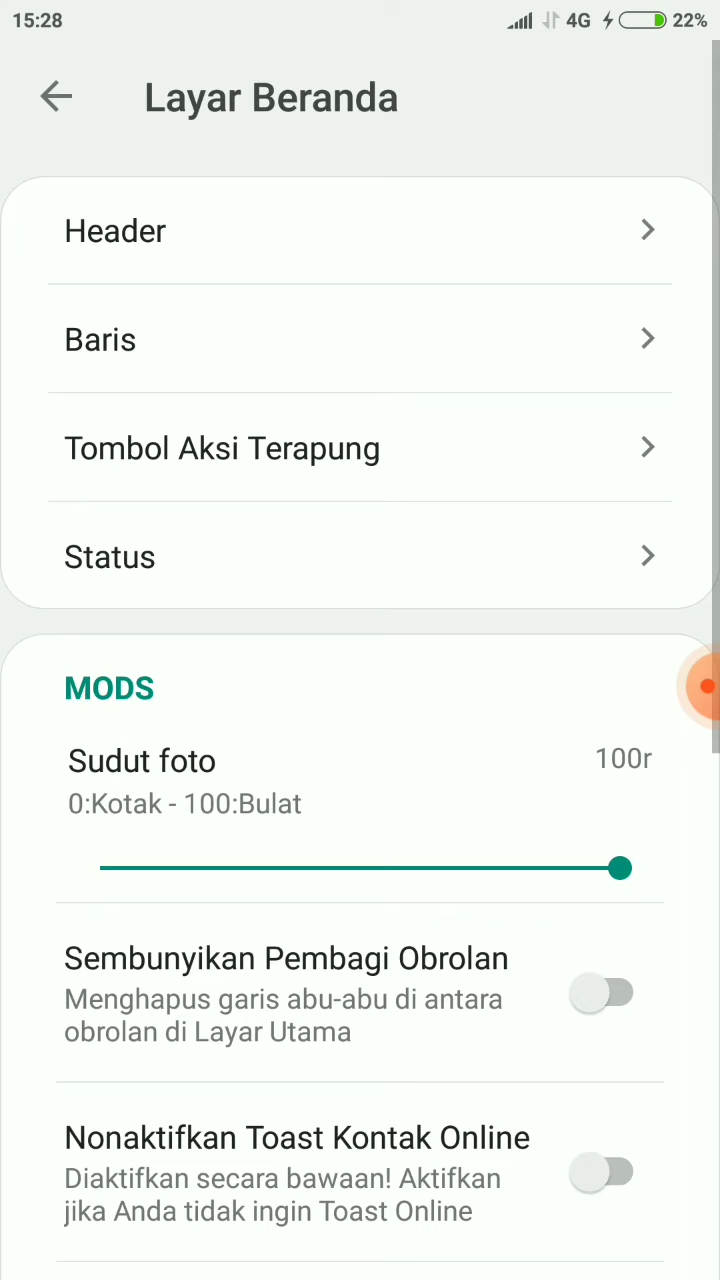 15:28 4G 22%
Layar Beranda
Header
Baris
Tombol Aksi Terapung
Status
MODS
Sudut foto 100r
0:Kotak - 100:Bulat
Sembunyikan Pembagi Obrolan
Menghapus garis abu-abu di antara
obrolan di Layar Utama
Nonaktifkan Toast Kontak Online
Diaktifkan secara bawaan! Aktifkan
jika Anda tidak ingin Toast Online